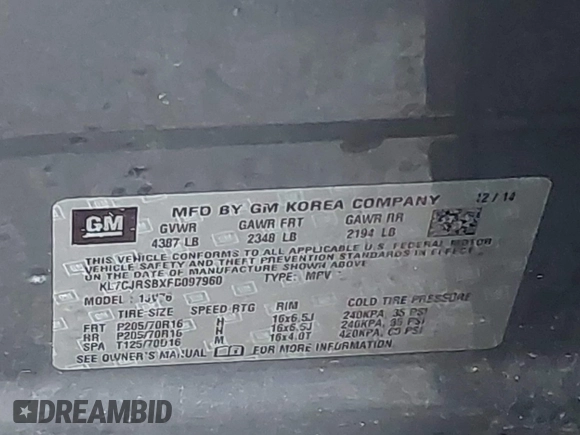 GM
MFD BY GM KOREA COMPANY 12/14
GVWR GAWR FRT GAWR RR
4387 LB 2348 LB 2194 LB
THIS VEHICLE CONFORMS TO ALL APPLICABLE U.S. FEDERAL MOTOR
VEHICLE SAFETY AND THEFT PREVENTION STANDARDS IN EFFECT
ON THE DATE OF MANUFACTURE SHOWN ABOVE.
KL7CJRSBXFB097960 TYPE: MPV
MODEL:
TIRE SIZE SPEED RTG RIM COLD TIRE PRESSURE
FRT P205/70R16 H 16x6.5J 240KPA, 35 PSI
RR P205/70R16 H 16x6.5J 240KPA, 35 PSI
SPA T125/70D16 M 16x4.0T 420KPA, 60 PSI
SEE OWNER'S MANUAL FOR MORE INFORMATION
DREAMBID